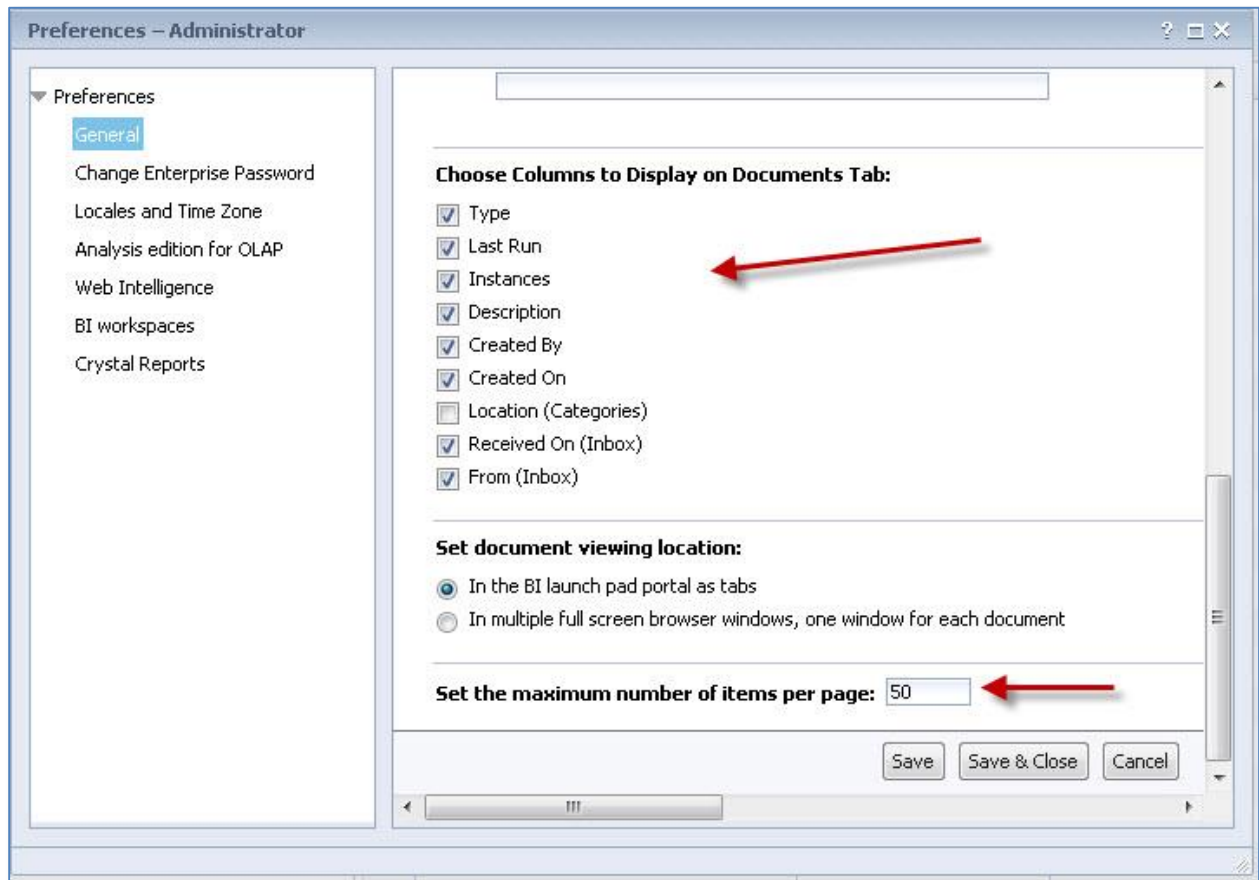 Preferences – Administrator
Preferences
General
Change Enterprise Password
Locales and Time Zone
Analysis edition for OLAP
Web Intelligence
BI workspaces
Crystal Reports
Choose Columns to Display on Documents Tab:
Type
Last Run
Instances
Description
Created By
Created On
Location (Categories)
Received On (Inbox)
From (Inbox)
Set document viewing location:
In the BI launch pad portal as tabs
In multiple full screen browser windows, one window for each document
Set the maximum number of items per page: 50
Save Save & Close Cancel